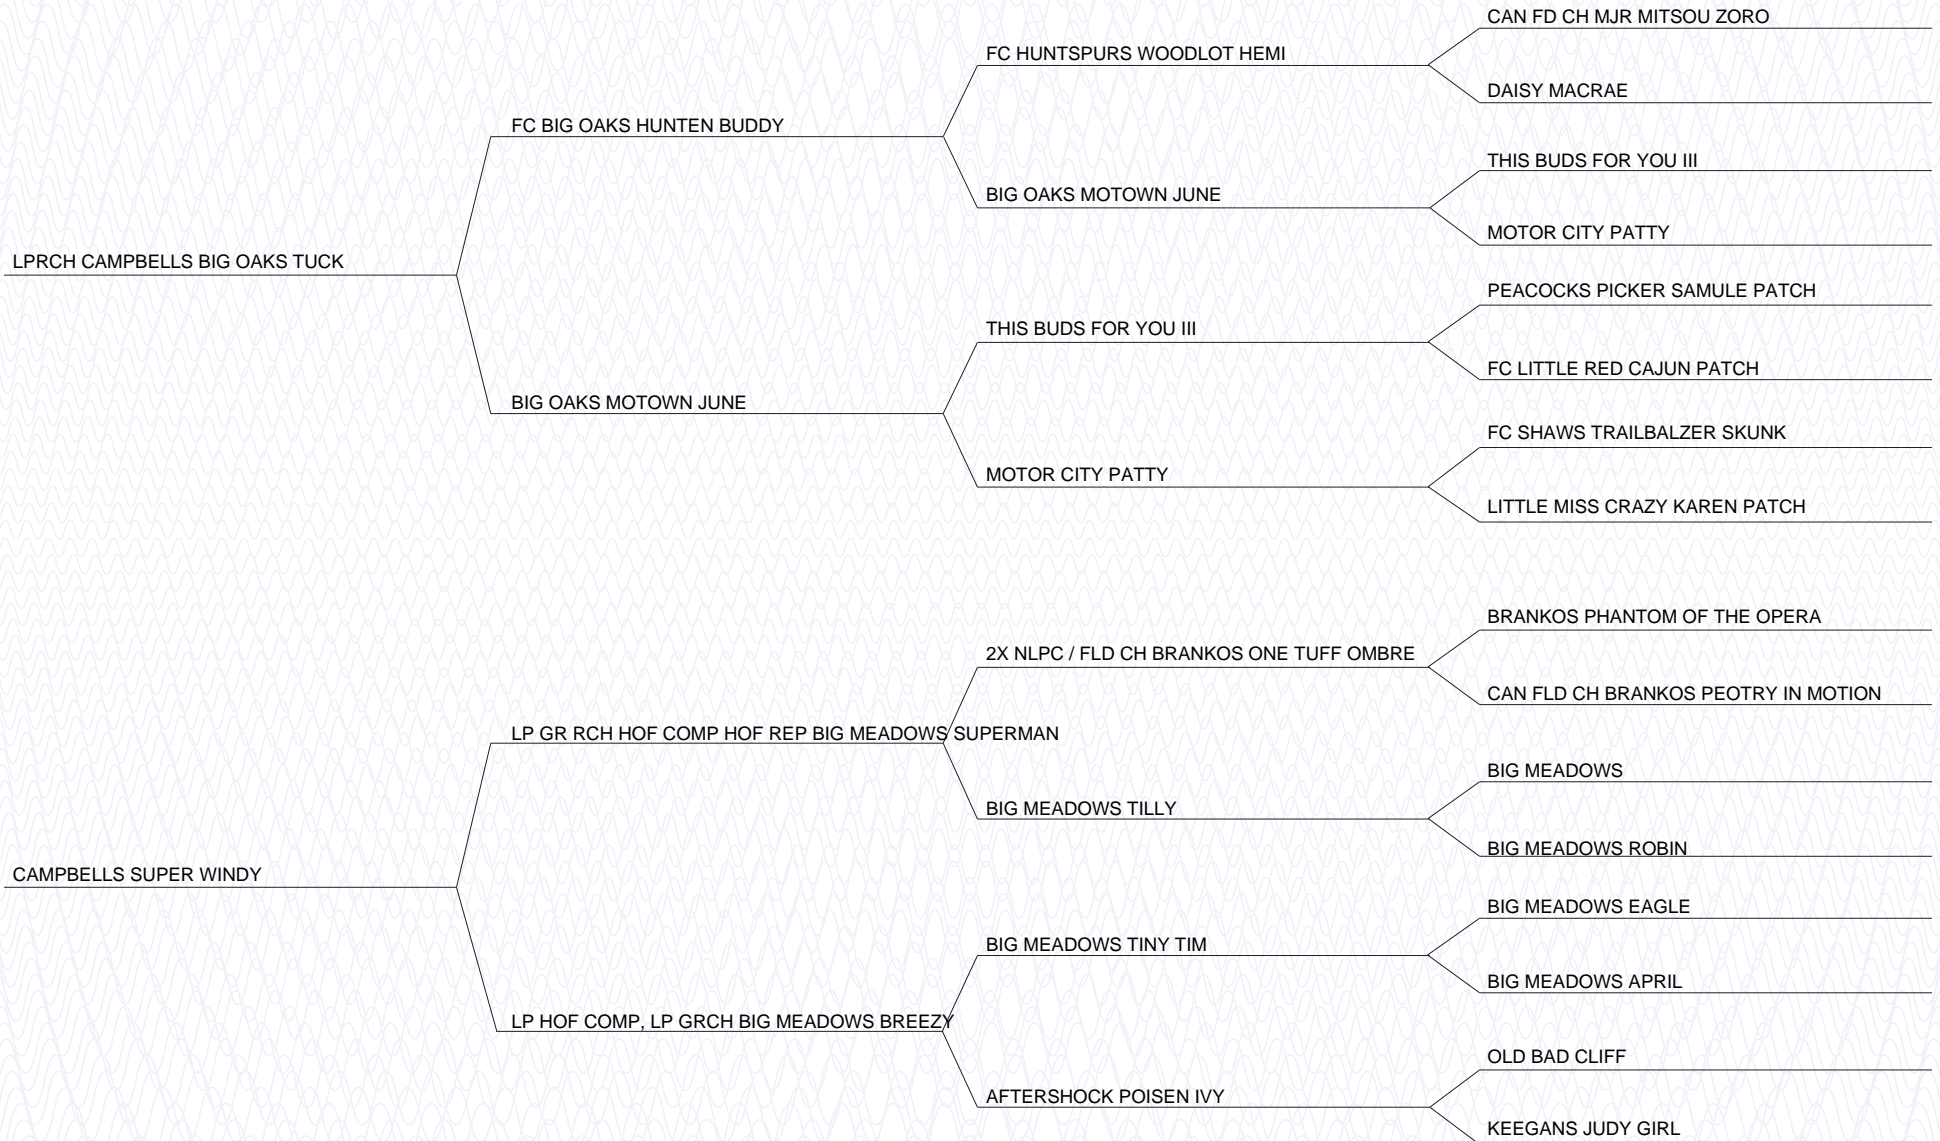 CAN FD CH MJR MITSOU ZORO
FC HUNTSPURS WOODLOT HEMI
DAISY MACRAE
FC BIG OAKS HUNTEN BUDDY
THIS BUDS FOR YOU III
BIG OAKS MOTOWN JUNE
MOTOR CITY PATTY
LPRCH CAMPBELLS BIG OAKS TUCK
PEACOCKS PICKER SAMULE PATCH
THIS BUDS FOR YOU III
FC LITTLE RED CAJUN PATCH
BIG OAKS MOTOWN JUNE
FC SHAWS TRAILBALZER SKUNK
MOTOR CITY PATTY
LITTLE MISS CRAZY KAREN PATCH
BRANKOS PHANTOM OF THE OPERA
2X NLPC / FLD CH BRANKOS ONE TUFF OMBRE
CAN FLD CH BRANKOS PEOTRY IN MOTION
LP GR RCH HOF COMP HOF REP BIG MEADOWS SUPERMAN
BIG MEADOWS
BIG MEADOWS TILLY
BIG MEADOWS ROBIN
CAMPBELLS SUPER WINDY
BIG MEADOWS EAGLE
BIG MEADOWS TINY TIM
BIG MEADOWS APRIL
LP HOF COMP, LP GRCH BIG MEADOWS BREEZY
OLD BAD CLIFF
AFTERSHOCK POISEN IVY
KEEGANS JUDY GIRL